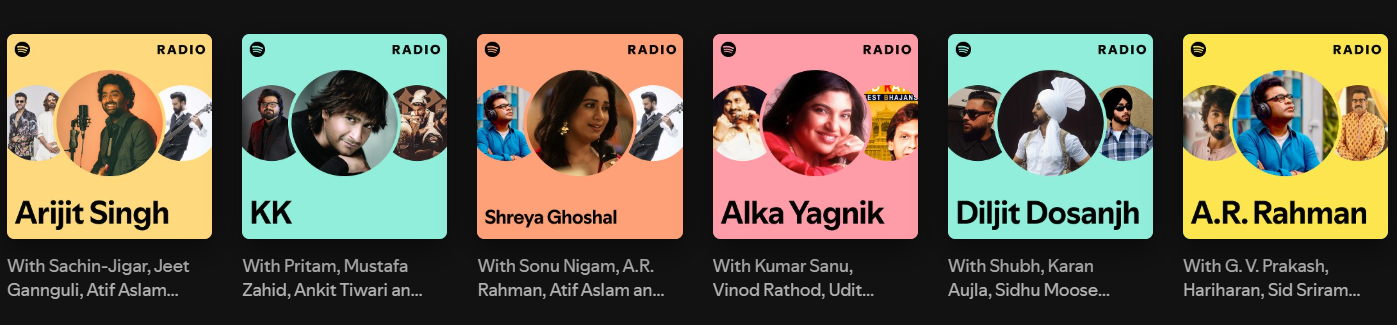 RADIO
Arijit Singh
With Sachin-Jigar, Jeet
Gannguli, Atif Aslam...
RADIO
KK
With Pritam, Mustafa
Zahid, Ankit Tiwari an...
RADIO
Shreya Ghoshal
With Sonu Nigam, A.R.
Rahman, Atif Aslam an...
RADIO
EST BHAJANS
Alka Yagnik
With Kumar Sanu,
Vinod Rathod, Udit...
RADIO
Diljit Dosanjh
With Shubh, Karan
Aujla, Sidhu Moose...
RADIO
A.R. Rahman
With G. V. Prakash,
Hariharan, Sid Sriram...